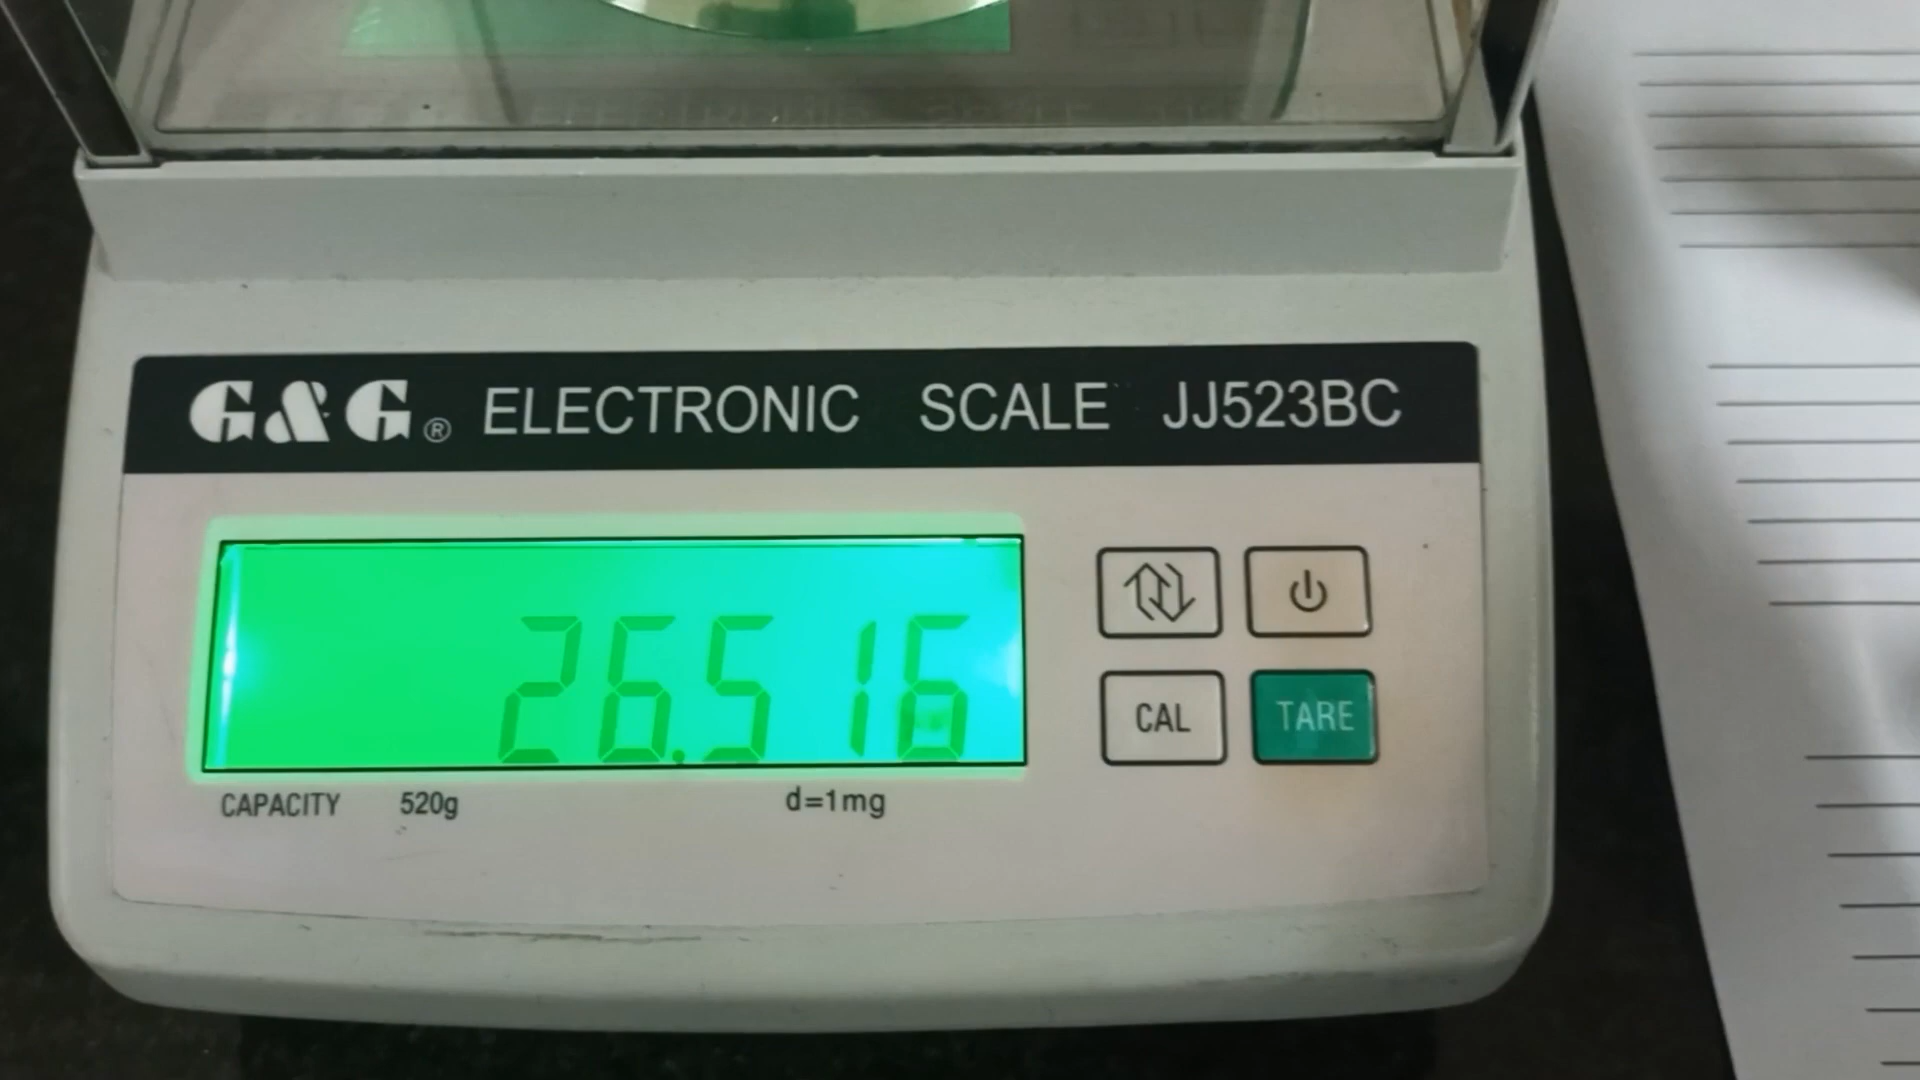 G&G® ELECTRONIC SCALE JJ523BC
26.516
CAL TARE
CAPACITY 520g d=1mg